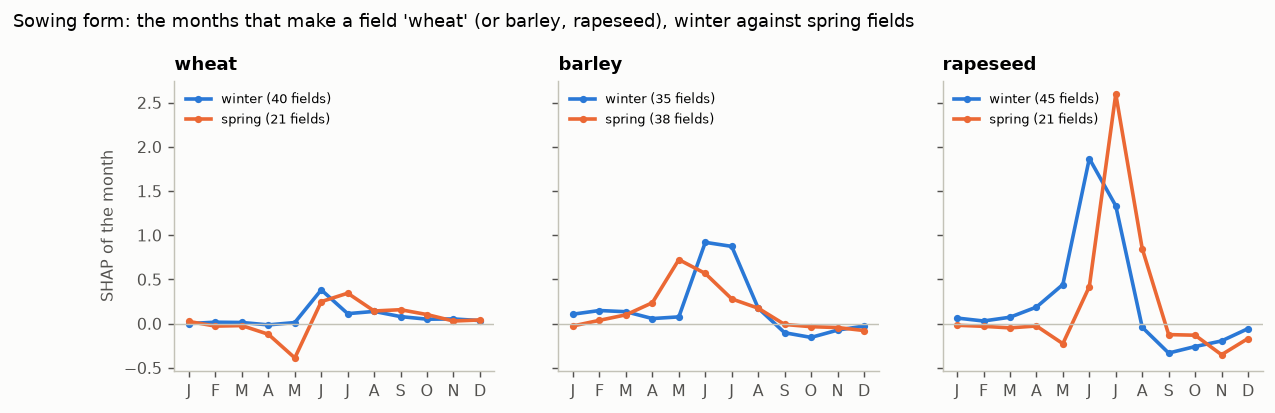 Sowing form: the months that make a field 'wheat' (or barley, rapeseed), winter against spring fields
wheat
winter (40 fields)
spring (21 fields)
SHAP of the month
2.5
2.0
1.5
1.0
0.5
0.0
−0.5
J F M A M J J A S O N D
barley
winter (35 fields)
spring (38 fields)
J F M A M J J A S O N D
rapeseed
winter (45 fields)
spring (21 fields)
J F M A M J J A S O N D